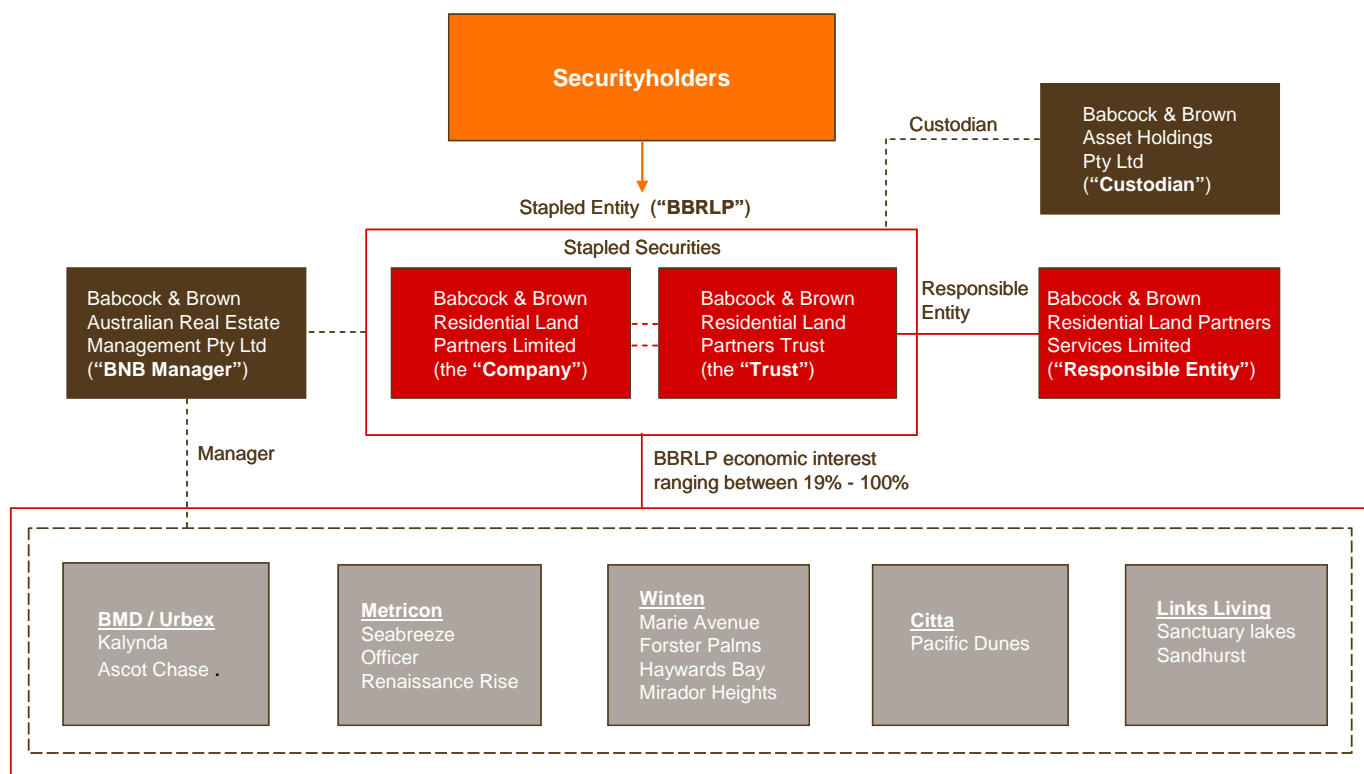 Securityholders
Custodian
Babcock & Brown
Asset Holdings
Pty Ltd
(“Custodian”)
Stapled Entity (“BBRLP”)
Stapled Securities
Babcock & Brown
Australian Real Estate
Management Pty Ltd
(“BNB Manager”)
Babcock & Brown
Residential Land
Partners Limited
(the “Company”)
Babcock & Brown
Residential Land
Partners Trust
(the “Trust”)
Responsible
Entity
Babcock & Brown
Residential Land Partners
Services Limited
(“Responsible Entity”)
Manager
BBRLP economic interest
ranging between 19% - 100%
BMD / Urbex
Kalynda
Ascot Chase .
Metricon
Seabreeze
Officer
Renaissance Rise
Winten
Marie Avenue
Forster Palms
Haywards Bay
Mirador Heights
Citta
Pacific Dunes
Links Living
Sanctuary lakes
Sandhurst